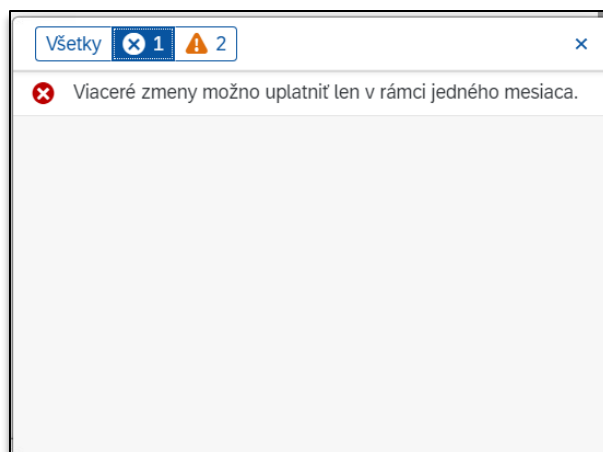 Všetky 1 2
Viaceré zmeny možno uplatniť len v rámci jedného mesiaca.